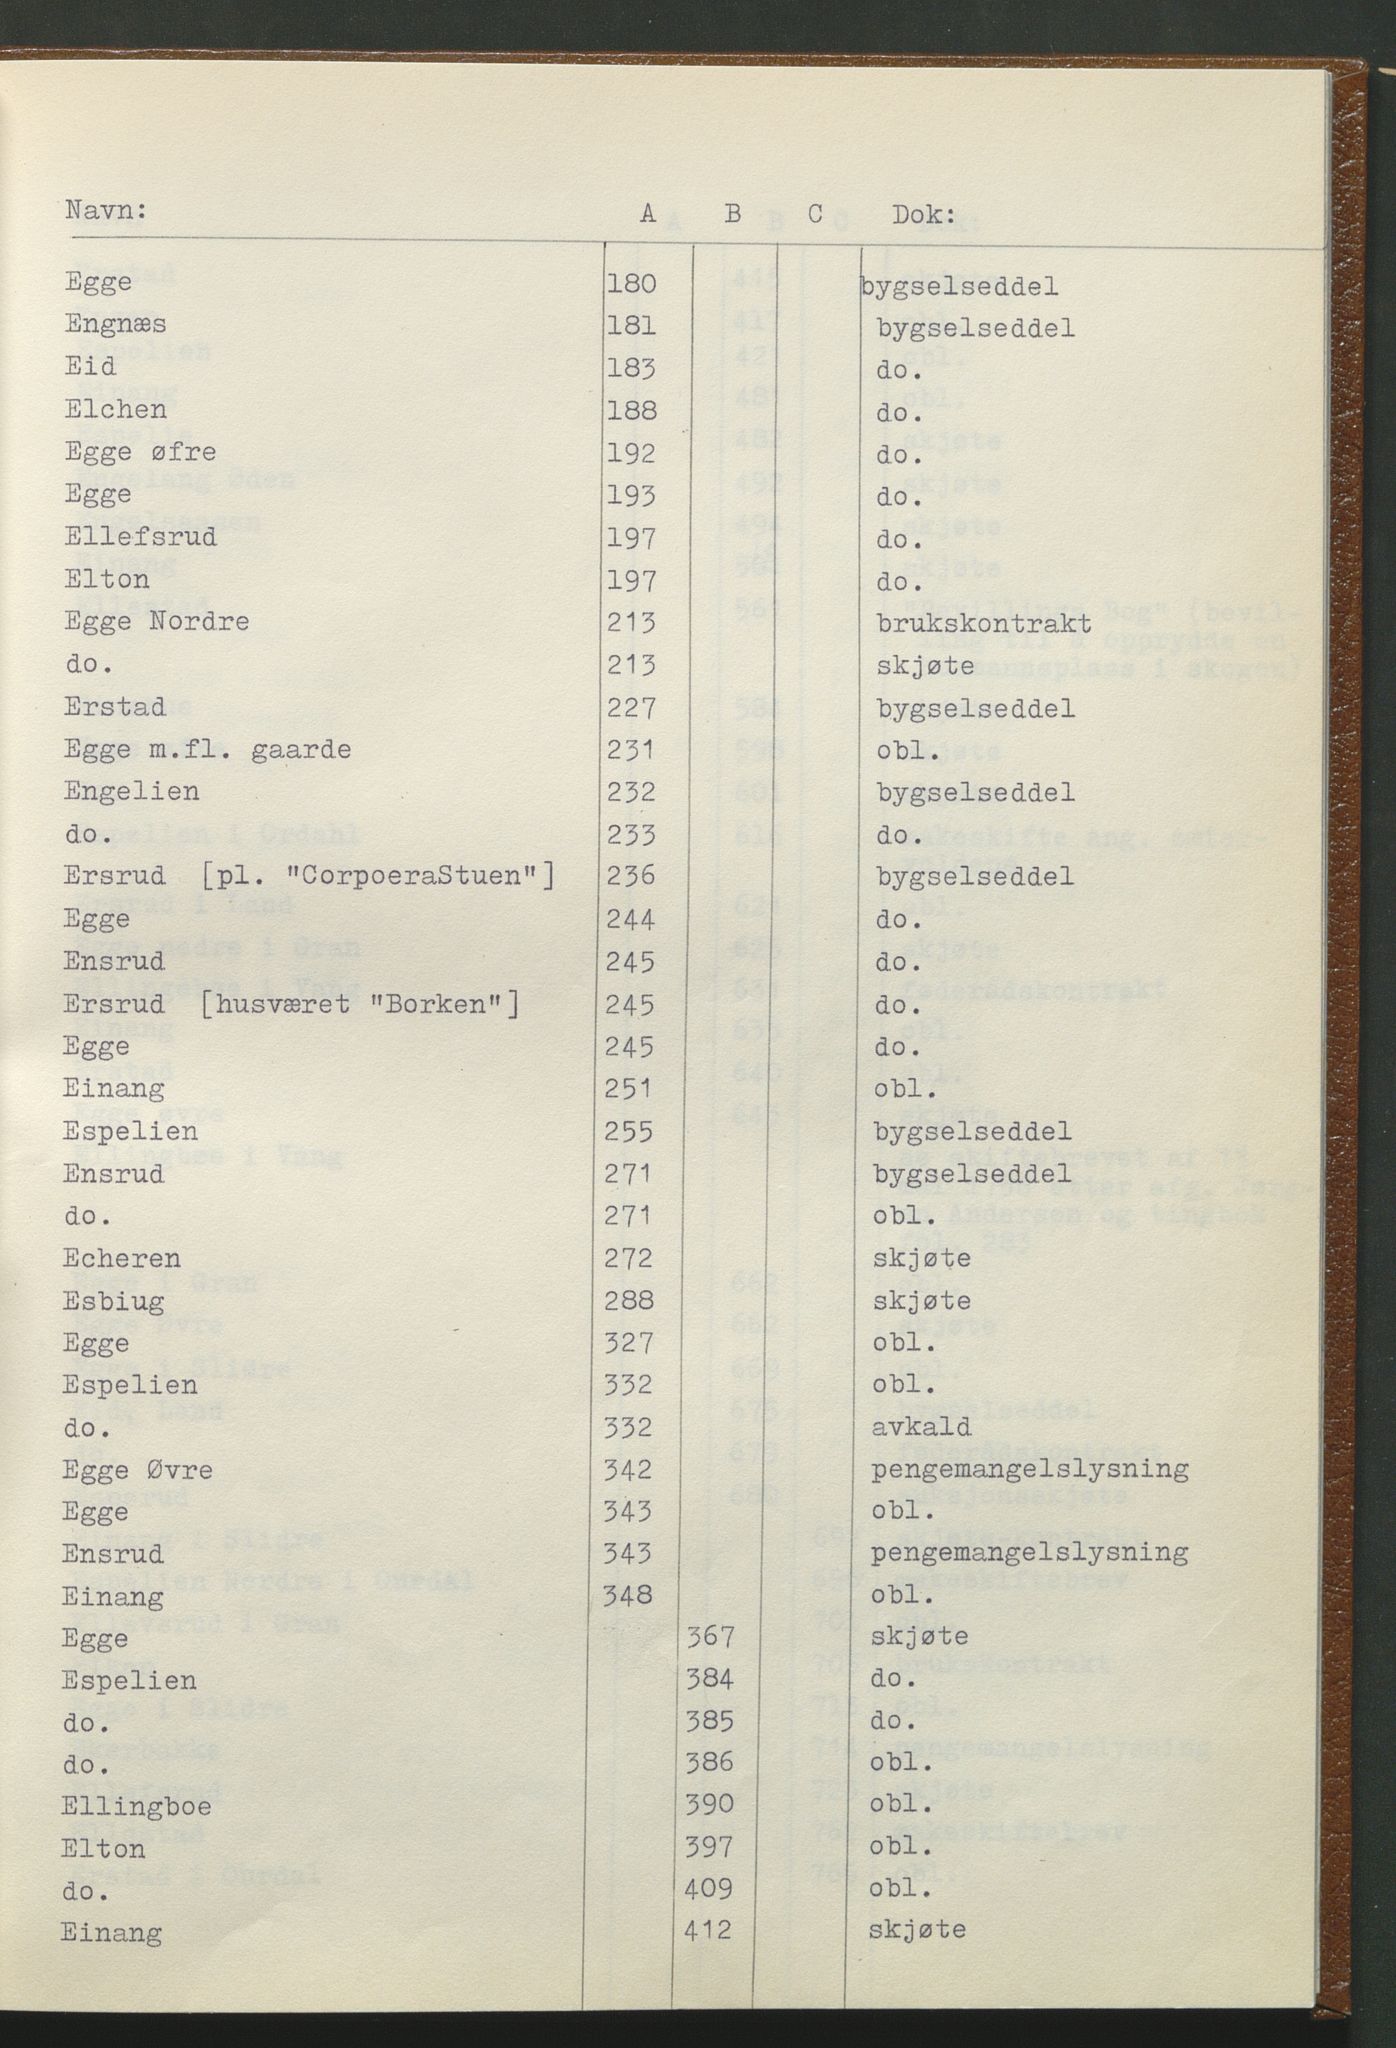 Navn: A B C Dok:
Egge 180 bygselseddel
Engnæs 181 bygselseddel
Eid 183 do.
Elchen 188 do.
Egge øfre 192 do.
Egge 193 do.
Ellefsrud 197 do.
Elton 197 do.
Egge Nordre 213 brukskontrakt
do. 213 skjøte
Erstad 227 bygselseddel
Egge m.fl. gaarde 231 obl.
Engelien 232 bygselseddel
do. 233 do.
Ersrud [pl. "CorpoeraStuen"] 236 bygselseddel
Egge 244 do.
Ensrud 245 do.
Ersrud [husværet "Borken"] 245 do.
Egge 245 do.
Einang 251 obl.
Espelien 255 bygselseddel
Ensrud 271 bygselseddel
do. 271 obl.
Echeren 272 skjøte
Esbiug 288 skjøte
Egge 327 obl.
Espelien 332 obl.
do. 332 avkald
Egge Øvre 342 pengemangelslysning
Egge 343 obl.
Ensrud 343 pengemangelslysning
Einang 348 obl.
Egge 367 skjøte
Espelien 384 do.
do. 385 do.
do. 386 obl.
Ellingboe 390 obl.
Elton 397 obl.
do. 409 obl.
Einang 412 skjøte